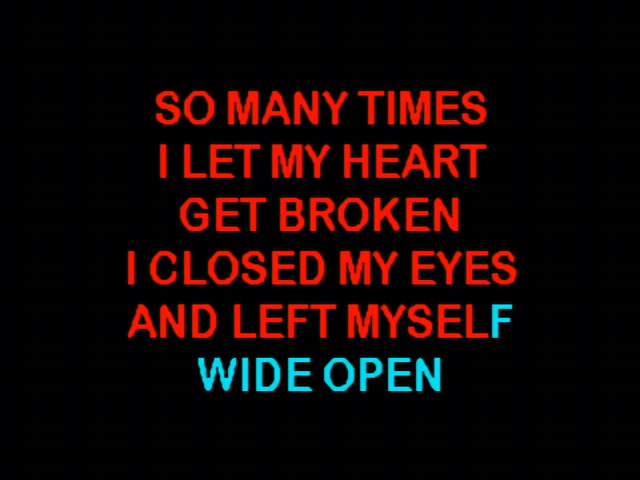 SO MANY TIMES
I LET MY HEART
GET BROKEN
I CLOSED MY EYES
AND LEFT MYSELF
WIDE OPEN